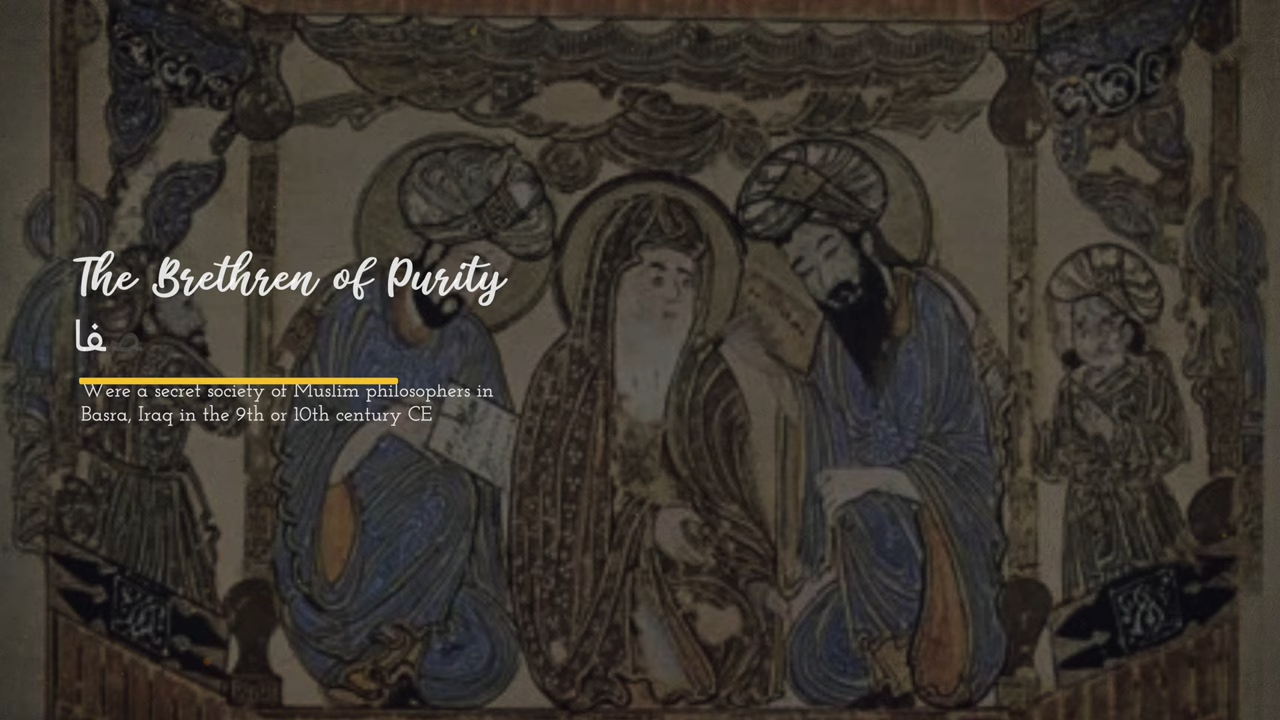 The Brethren of Purity
صفا
Were a secret society of Muslim philosophers in
Basra, Iraq in the 9th or 10th century CE